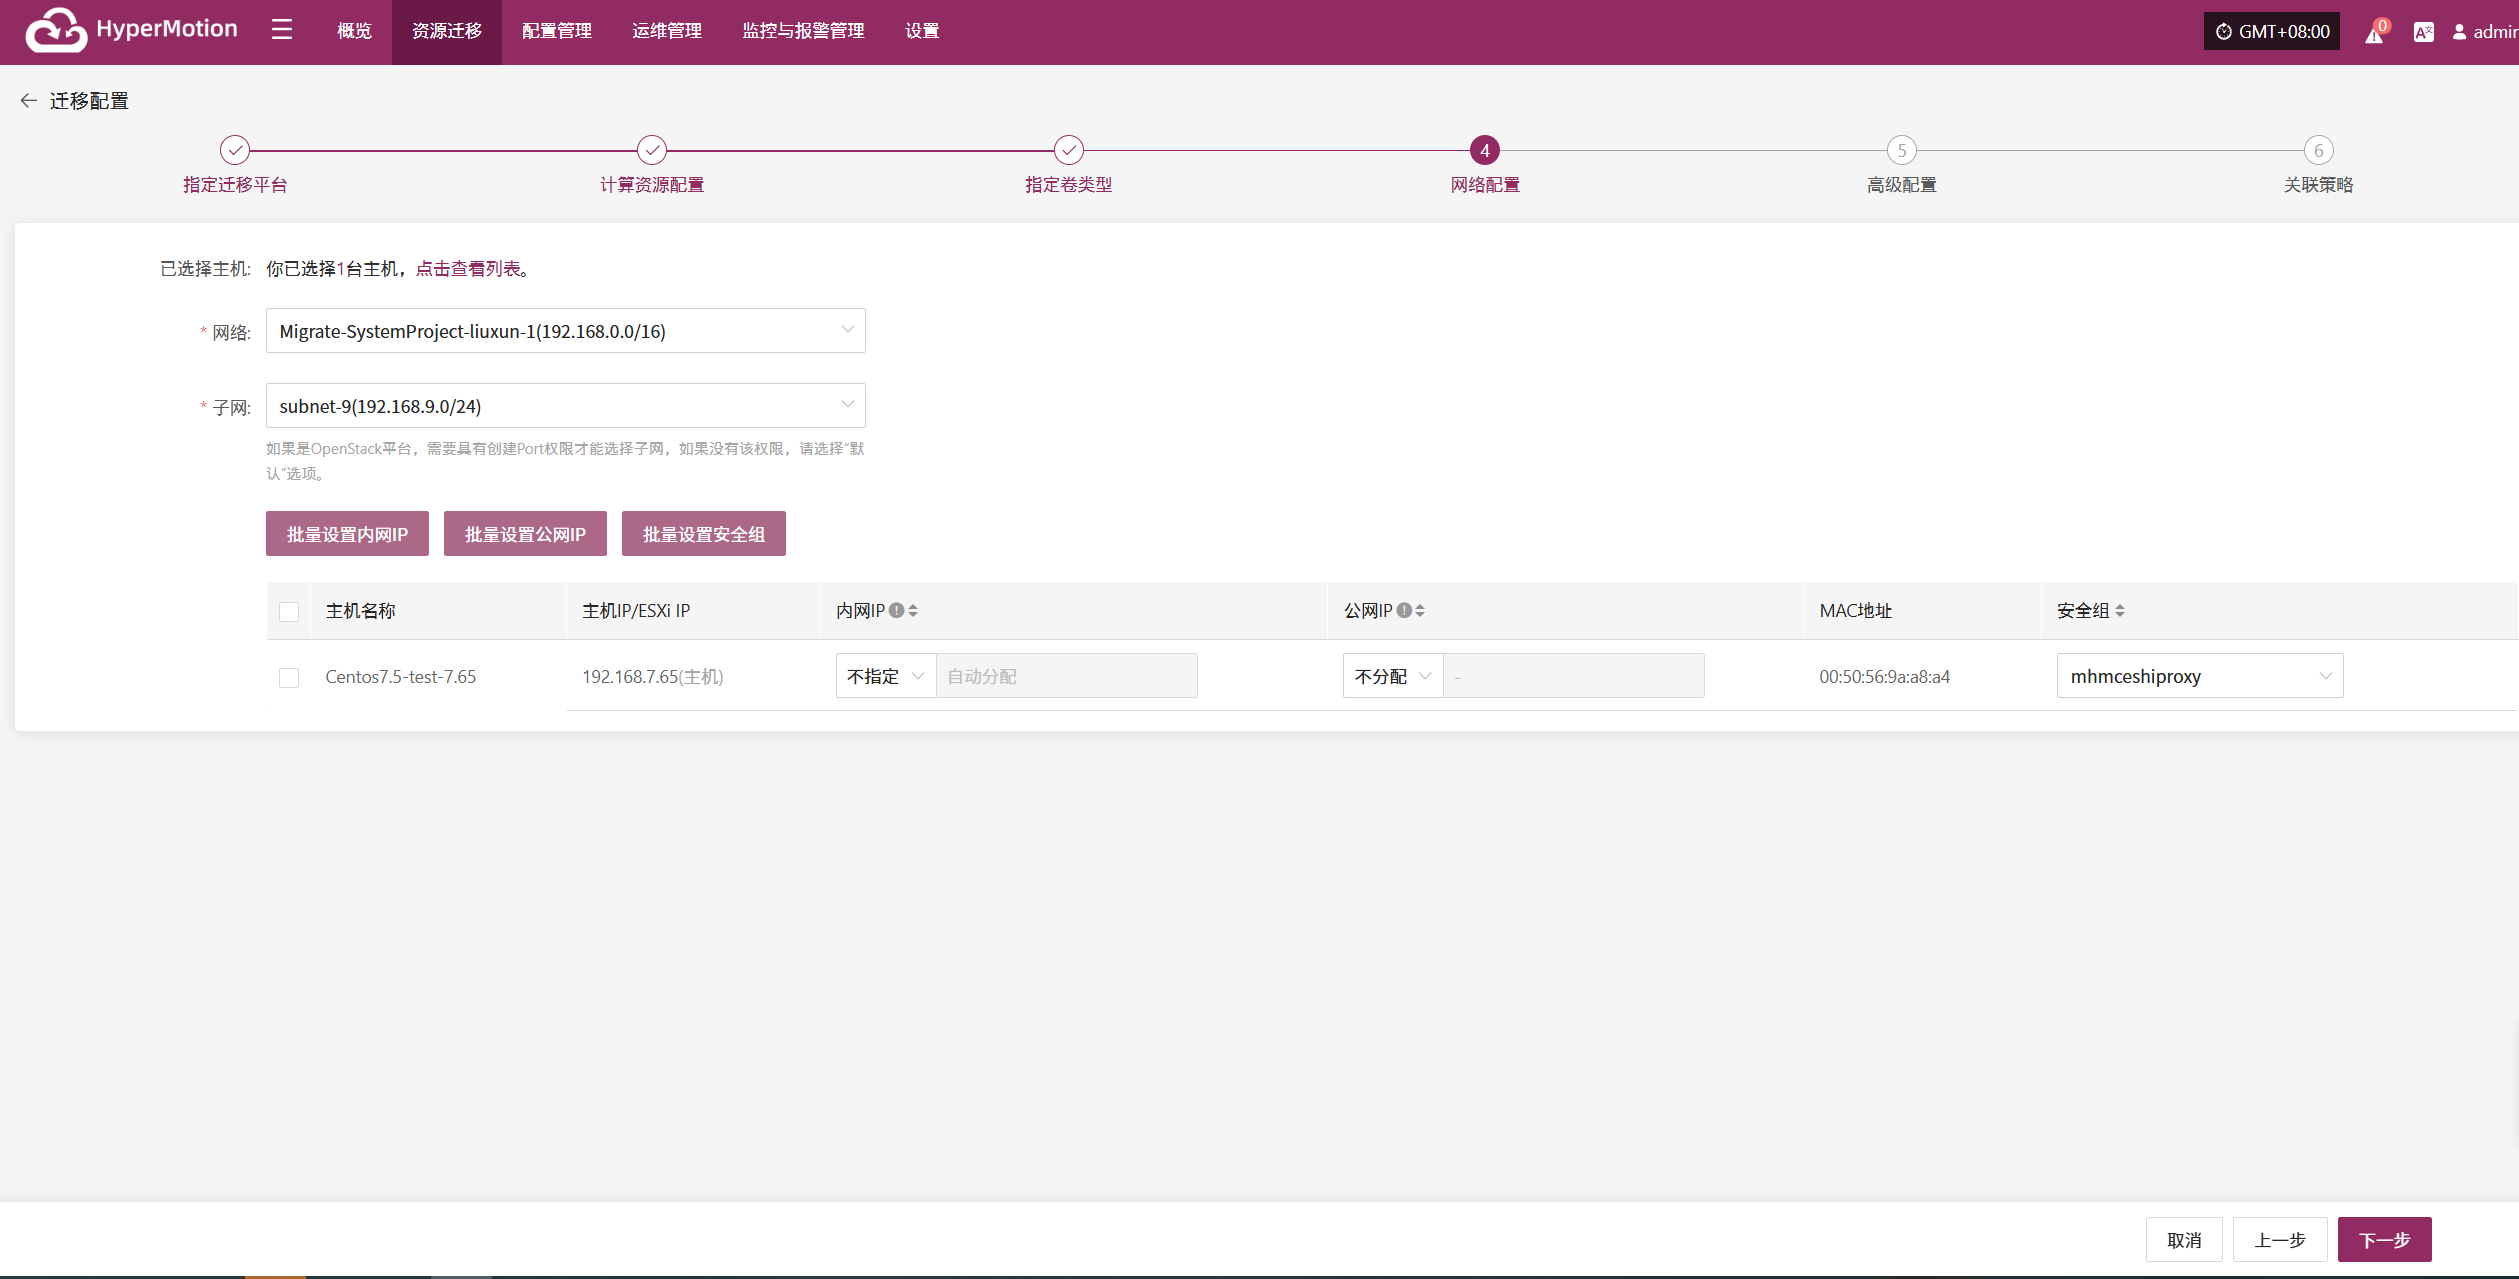 HyperMotion 概览 资源迁移 配置管理 运维管理 监控与报警管理 设置 GMT+08:00 0 admin
迁移配置
4 5 6
指定迁移平台 计算资源配置 指定卷类型 网络配置 高级配置 关联策略
已选择主机: 你已选择1台主机，点击查看列表。
* 网络: Migrate-SystemProject-liuxun-1(192.168.0.0/16)
* 子网: subnet-9(192.168.9.0/24)
如果是OpenStack平台，需要具有创建Port权限才能选择子网，如果没有该权限，请选择“默
认”选项。
批量设置内网IP 批量设置公网IP 批量设置安全组
主机名称 主机IP/ESXi IP 内网IP 公网IP MAC地址 安全组
Centos7.5-test-7.65 192.168.7.65(主机) 不指定 自动分配 不分配 - 00:50:56:9a:a8:a4 mhmceshiproxy
取消 上一步 下一步